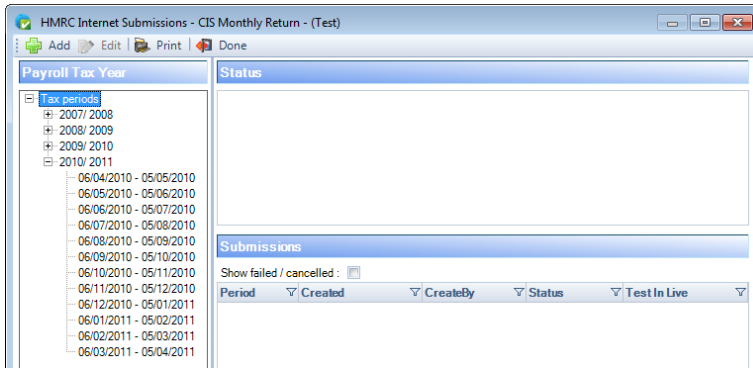 HMRC Internet Submissions - CIS Monthly Return - (Test)
Add Edit Print Done
Payroll Tax Year
Tax periods
2007/ 2008
2008/ 2009
2009/ 2010
2010/ 2011
06/04/2010 - 05/05/2010
06/05/2010 - 05/06/2010
06/06/2010 - 05/07/2010
06/07/2010 - 05/08/2010
06/08/2010 - 05/09/2010
06/09/2010 - 05/10/2010
06/10/2010 - 05/11/2010
06/11/2010 - 05/12/2010
06/12/2010 - 05/01/2011
06/01/2011 - 05/02/2011
06/02/2011 - 05/03/2011
06/03/2011 - 05/04/2011
Status
Submissions
Show failed / cancelled :
Period Created CreateBy Status Test In Live